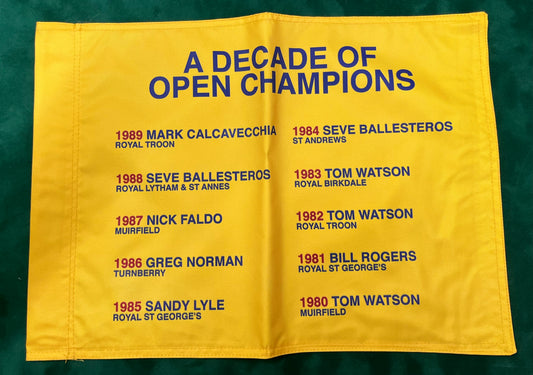 A DECADE OF
OPEN CHAMPIONS
1989 MARK CALCAVECCHIA
ROYAL TROON
1988 SEVE BALLESTEROS
ROYAL LYTHAM & ST ANNES
1987 NICK FALDO
MUIRFIELD
1986 GREG NORMAN
TURNBERRY
1985 SANDY LYLE
ROYAL ST GEORGE'S
1984 SEVE BALLESTEROS
ST ANDREWS
1983 TOM WATSON
ROYAL BIRKDALE
1982 TOM WATSON
ROYAL TROON
1981 BILL ROGERS
ROYAL ST GEORGE'S
1980 TOM WATSON
MUIRFIELD